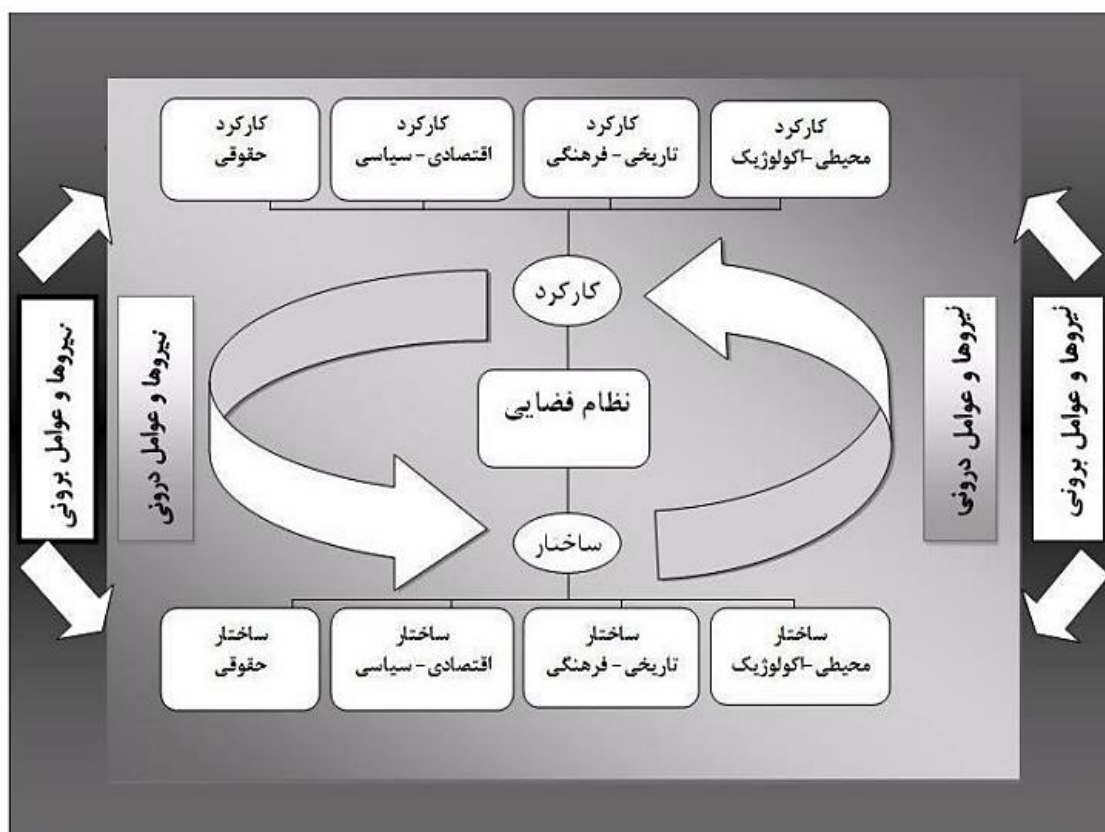 کارکرد
محیطی-اکولوژیک
کارکرد
تاریخی-فرهنگی
کارکرد
اقتصادی-سیاسی
کارکرد
حقوقی
کارکرد
نیروها و عوامل برونی
نیروها و عوامل درونی
نظام فضایی
نیروها و عوامل درونی
نیروها و عوامل برونی
ساختار
ساختار
محیطی-اکولوژیک
ساختار
تاریخی-فرهنگی
ساختار
اقتصادی-سیاسی
ساختار
حقوقی